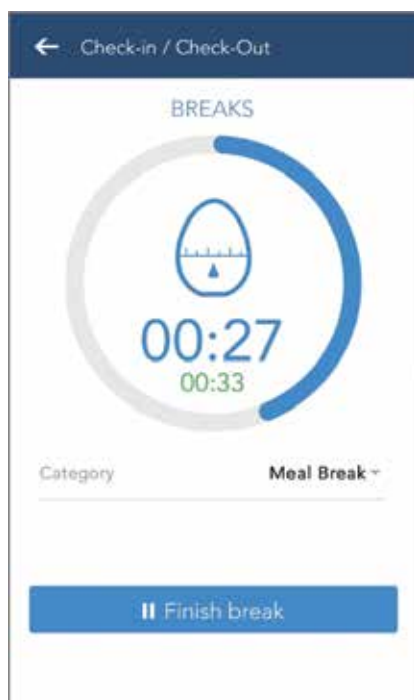 Check-in / Check-Out
BREAKS
00:27
00:33
Category Meal Break
Finish break